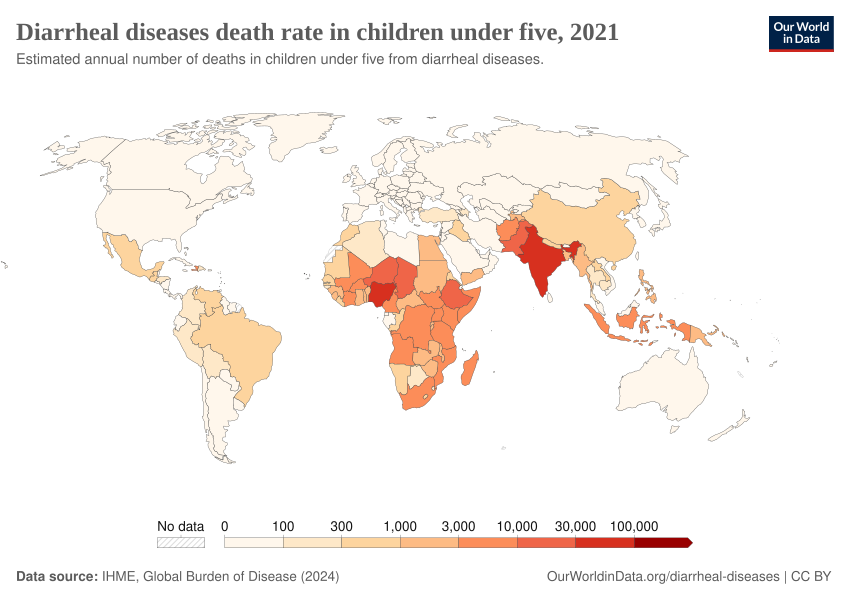 Diarrheal diseases death rate in children under five, 2021
Our World
in Data
Estimated annual number of deaths in children under five from diarrheal diseases.
No data
0
100
300
1,000
3,000
10,000
30,000
100,000
Data source: IHME, Global Burden of Disease (2024)
OurWorldinData.org/diarrheal-diseases | CC BY